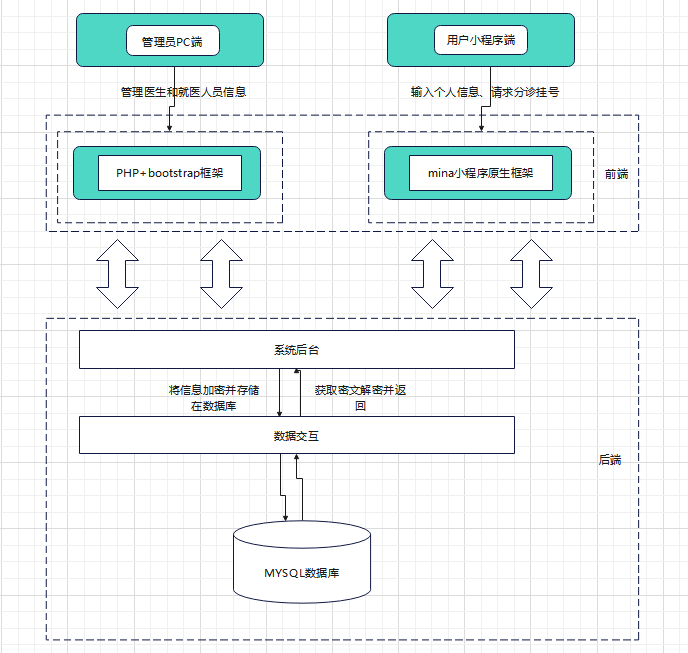 管理员PC端
用户小程序端
管理医生和就医人员信息
输入个人信息、请求分诊挂号
PHP+bootstrap框架
mina小程序原生框架
前端
系统后台
将信息加密并存储
在数据库
获取密文解密并返
回
数据交互
后端
MYSQL数据库